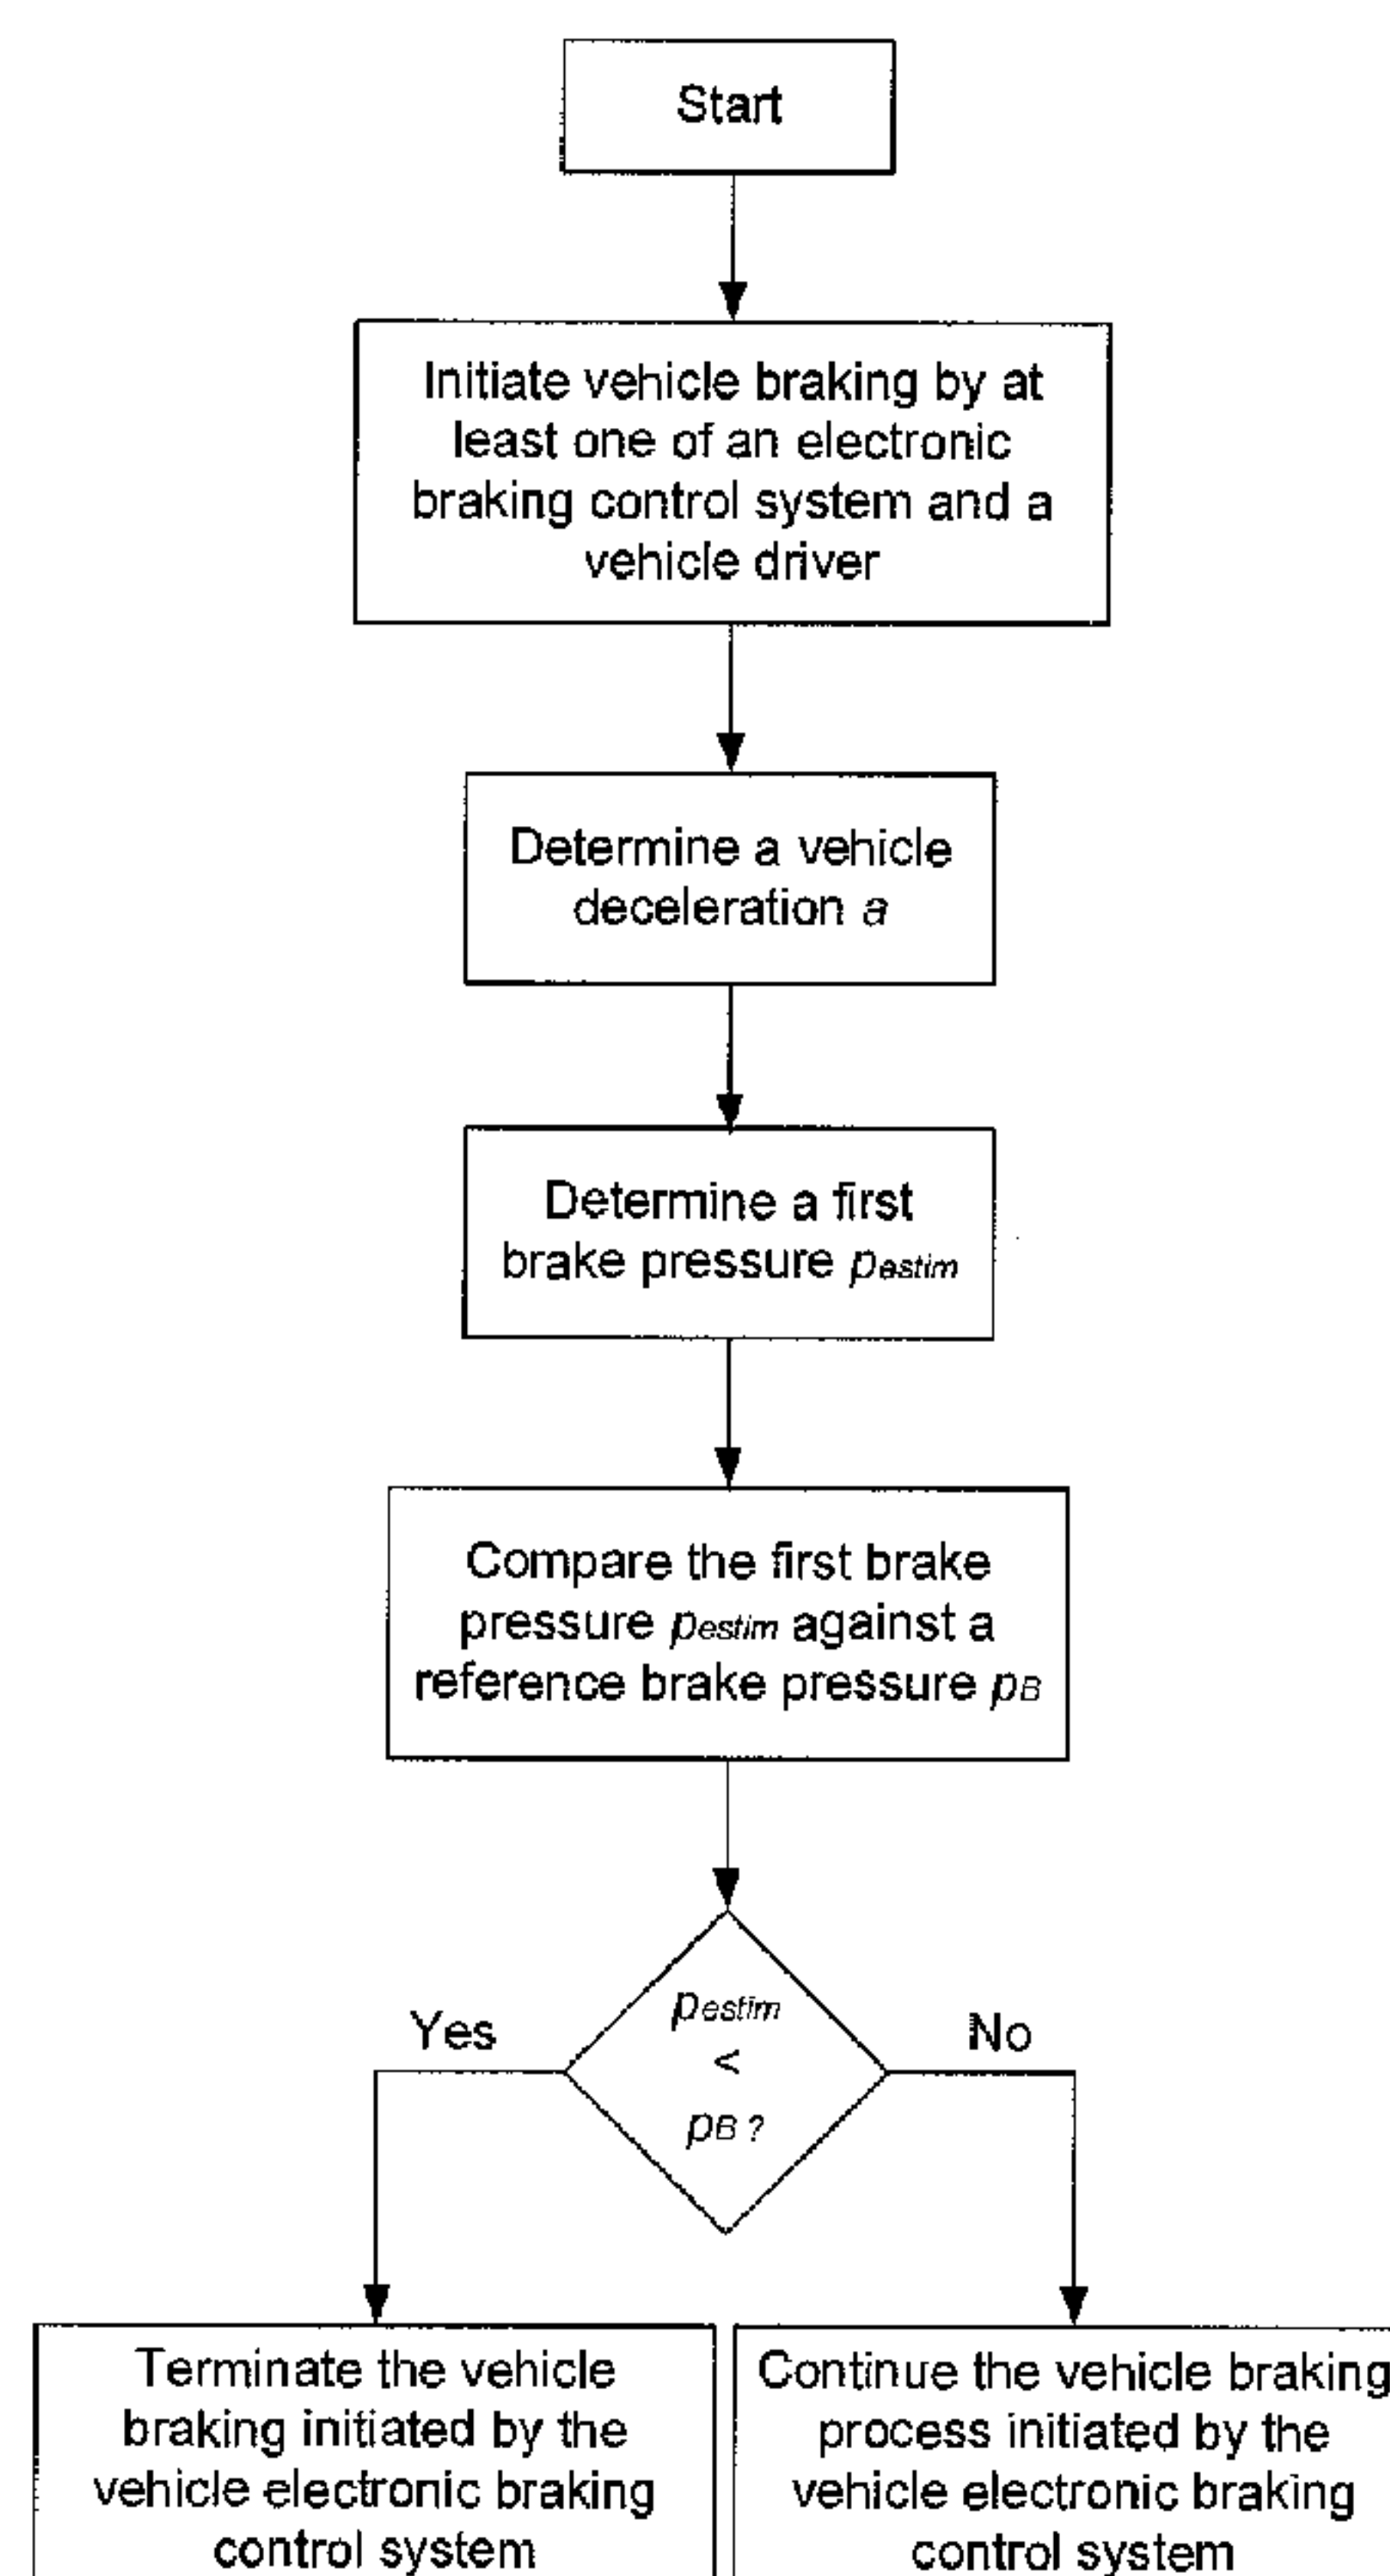 Start
Initiate vehicle braking by at
least one of an electronic
braking control system and a
vehicle driver
Determine a vehicle
deceleration a
Determine a first
brake pressure pestim
Compare the first brake
pressure pestim against a
reference brake pressure pB
pestim
<
pB ?
Yes
No
Terminate the vehicle
braking initiated by the
vehicle electronic braking
control system
Continue the vehicle braking
process initiated by the
vehicle electronic braking
control system